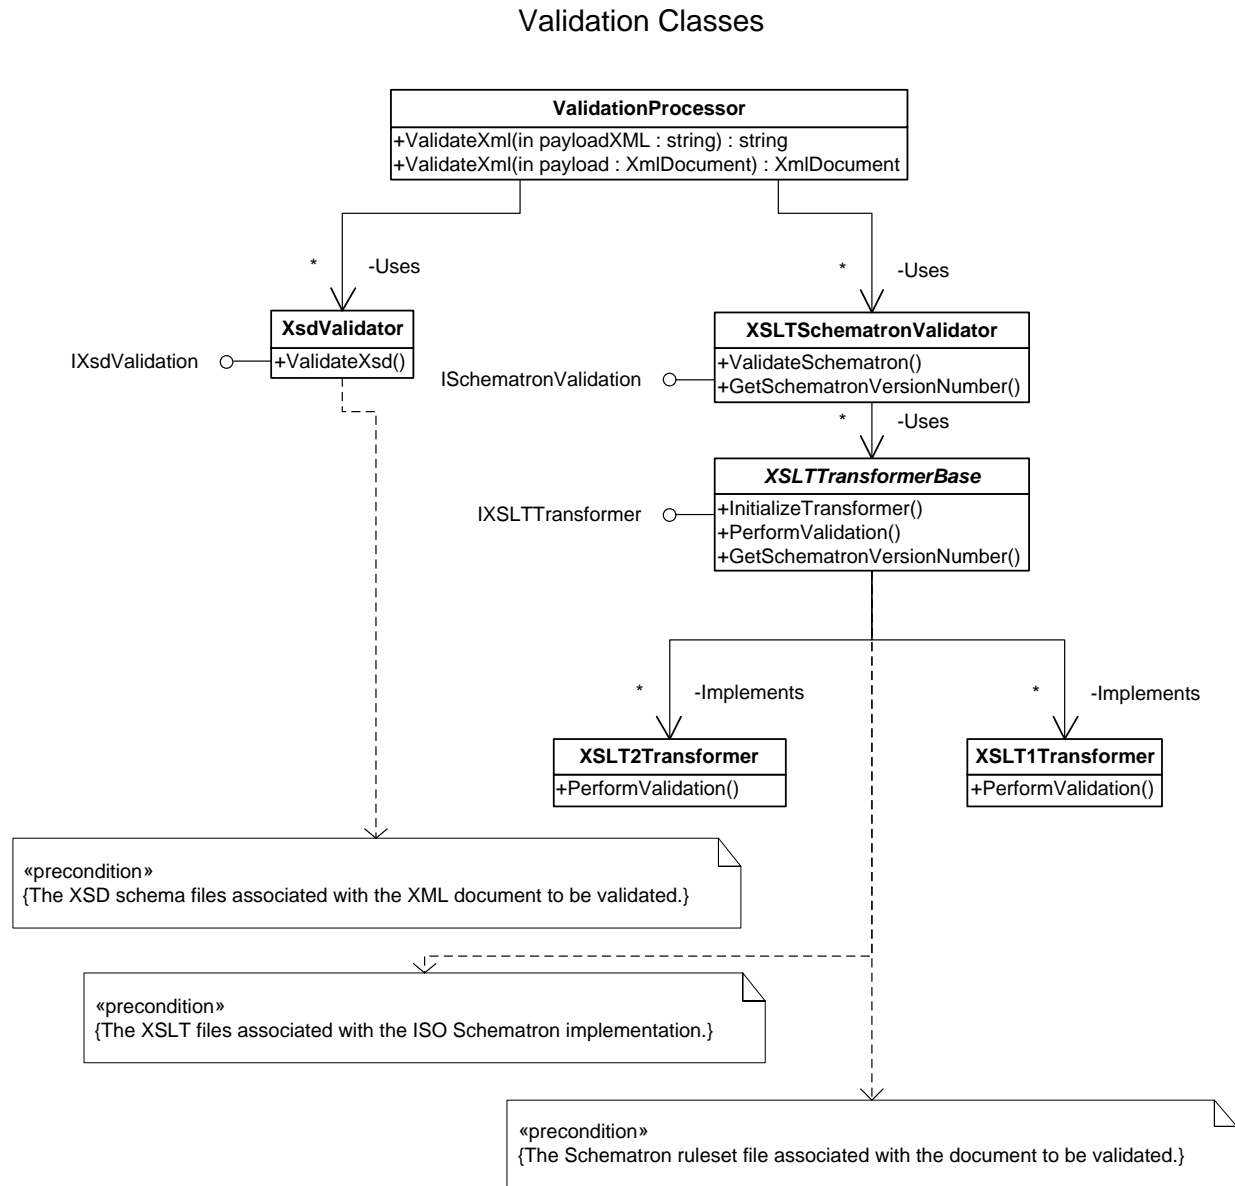 Validation Classes
ValidationProcessor
+ValidateXml(in payloadXML : string) : string
+ValidateXml(in payload : XmlDocument) : XmlDocument
* -Uses
* -Uses
XsdValidator
+ValidateXsd()
IXsdValidation
XSLTSchematronValidator
+ValidateSchematron()
+GetSchematronVersionNumber()
ISchematronValidation
* -Uses
XSLTTransformerBase
+InitializeTransformer()
+PerformValidation()
+GetSchematronVersionNumber()
IXSLTTransformer
* -Implements
* -Implements
XSLT2Transformer
+PerformValidation()
XSLT1Transformer
+PerformValidation()
«precondition»
{The XSD schema files associated with the XML document to be validated.}
«precondition»
{The XSLT files associated with the ISO Schematron implementation.}
«precondition»
{The Schematron ruleset file associated with the document to be validated.}